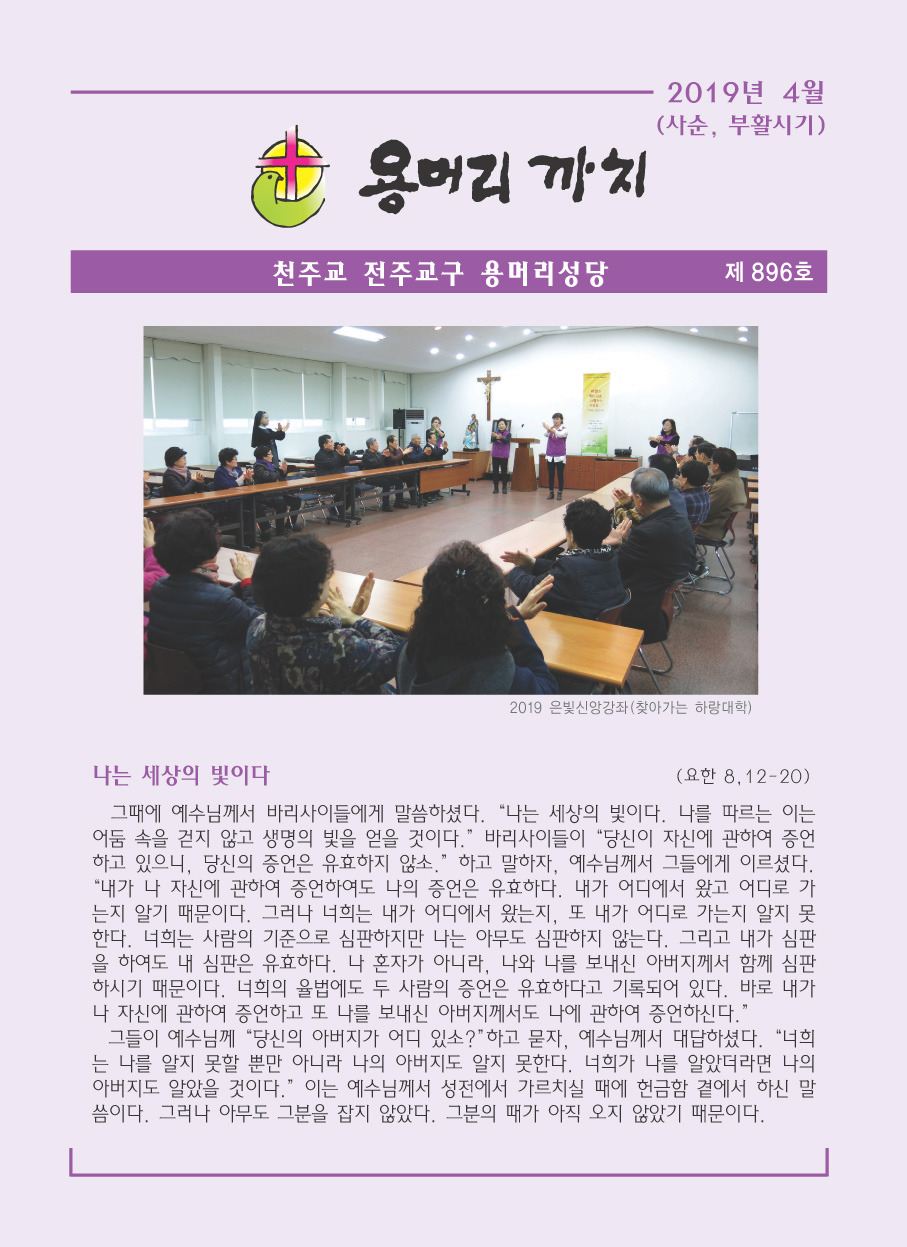 2019년 4월
(사순, 부활시기)
용머리 까치
천주교 전주교구 용머리성당 제 896호
2019 은빛신앙강좌(찾아가는 하랑대학)
나는 세상의 빛이다 (요한 8,12-20)
그때에 예수님께서 바리사이들에게 말씀하셨다. “나는 세상의 빛이다. 나를 따르는 이는
어둠 속을 걷지 않고 생명의 빛을 얻을 것이다.” 바리사이들이 “당신이 자신에 관하여 증언
하고 있으니, 당신의 증언은 유효하지 않소.” 하고 말하자, 예수님께서 그들에게 이르셨다.
“내가 나 자신에 관하여 증언하여도 나의 증언은 유효하다. 내가 어디에서 왔고 어디로 가
는지 알기 때문이다. 그러나 너희는 내가 어디에서 왔는지, 또 내가 어디로 가는지 알지 못
한다. 너희는 사람의 기준으로 심판하지만 나는 아무도 심판하지 않는다. 그리고 내가 심판
을 하여도 내 심판은 유효하다. 나 혼자가 아니라, 나와 나를 보내신 아버지께서 함께 심판
하시기 때문이다. 너희의 율법에도 두 사람의 증언은 유효하다고 기록되어 있다. 바로 내가
나 자신에 관하여 증언하고 또 나를 보내신 아버지께서도 나에 관하여 증언하신다.”
그들이 예수님께 “당신의 아버지가 어디 있소?”하고 묻자, 예수님께서 대답하셨다. “너희
는 나를 알지 못할 뿐만 아니라 나의 아버지도 알지 못한다. 너희가 나를 알았더라면 나의
아버지도 알았을 것이다.” 이는 예수님께서 성전에서 가르치실 때에 헌금함 곁에서 하신 말
씀이다. 그러나 아무도 그분을 잡지 않았다. 그분의 때가 아직 오지 않았기 때문이다.